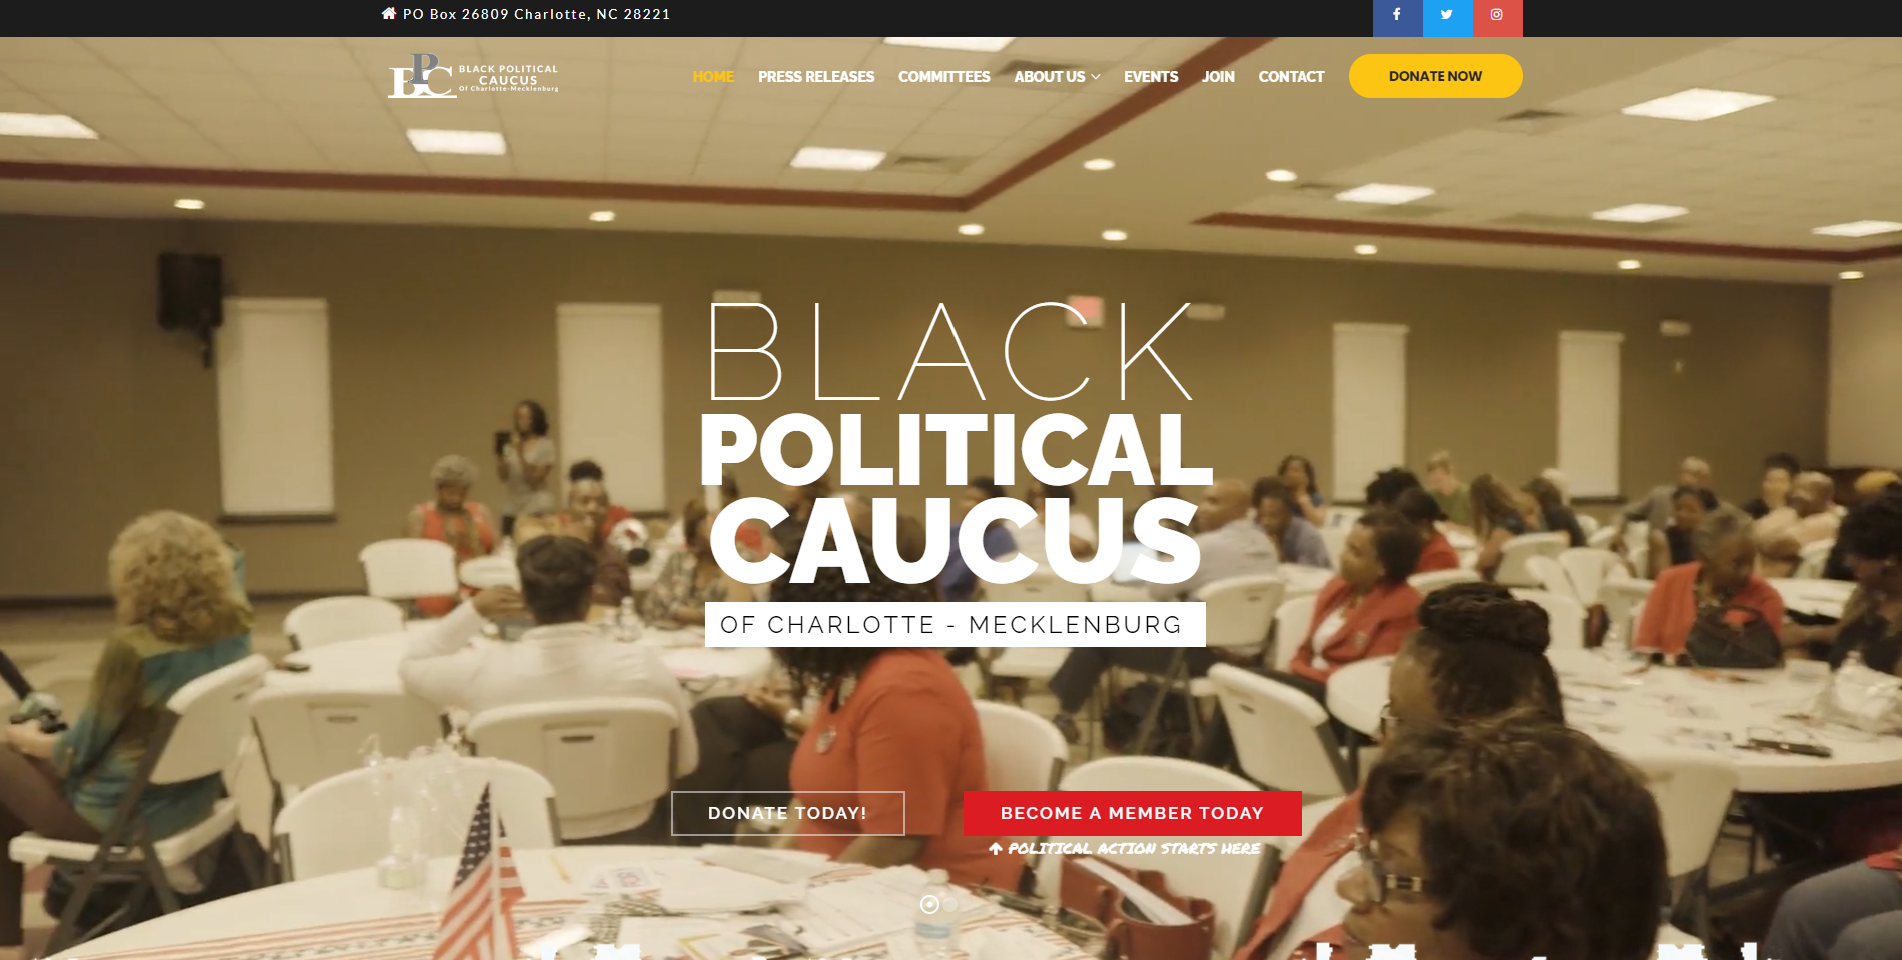 PO Box 26809 Charlotte, NC 28221
BPC
BLACK POLITICAL
CAUCUS
Of Charlotte-Mecklenburg
HOME PRESS RELEASES COMMITTEES ABOUT US EVENTS JOIN CONTACT DONATE NOW
BLACK
POLITICAL
CAUCUS
OF CHARLOTTE - MECKLENBURG
DONATE TODAY! BECOME A MEMBER TODAY
POLITICAL ACTION STARTS HERE